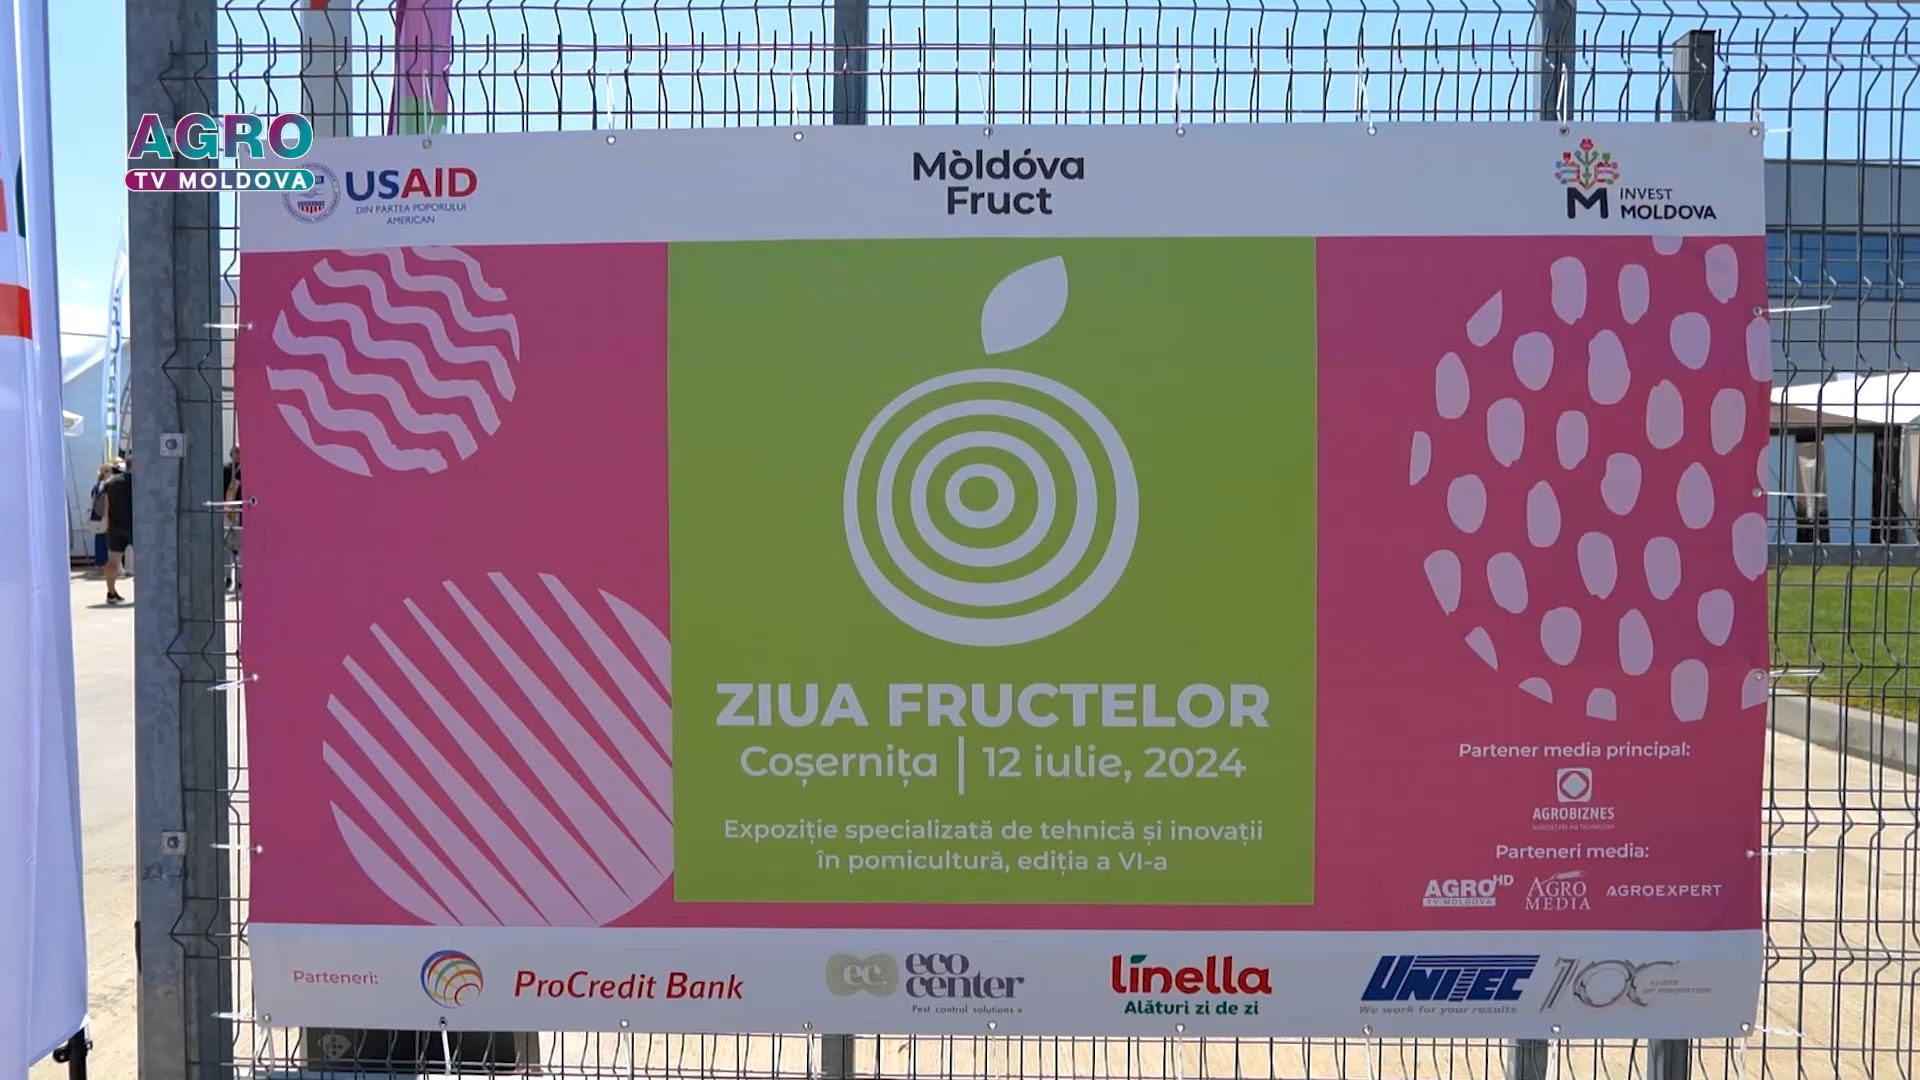 AGRO
TV MOLDOVA
USAID
DIN PARTEA POPORULUI
AMERICAN
Mòldóva
Fruct
M INVEST
MOLDOVA
ZIUA FRUCTELOR
Coșernița | 12 iulie, 2024
Expoziție specializată de tehnică și inovații
în pomicultură, ediția a VI-a
Partener media principal:
AGROBIZNES
Parteneri media:
AGRO HD
TV MOLDOVA
AGRO
MEDIA
AGROEXPERT
Parteneri:
ProCredit Bank
ec.
eco
center
Pest control solutions
linella
Alături zi de zi
UNITEC
We work for your results
100 YEARS
OF INNOVATION